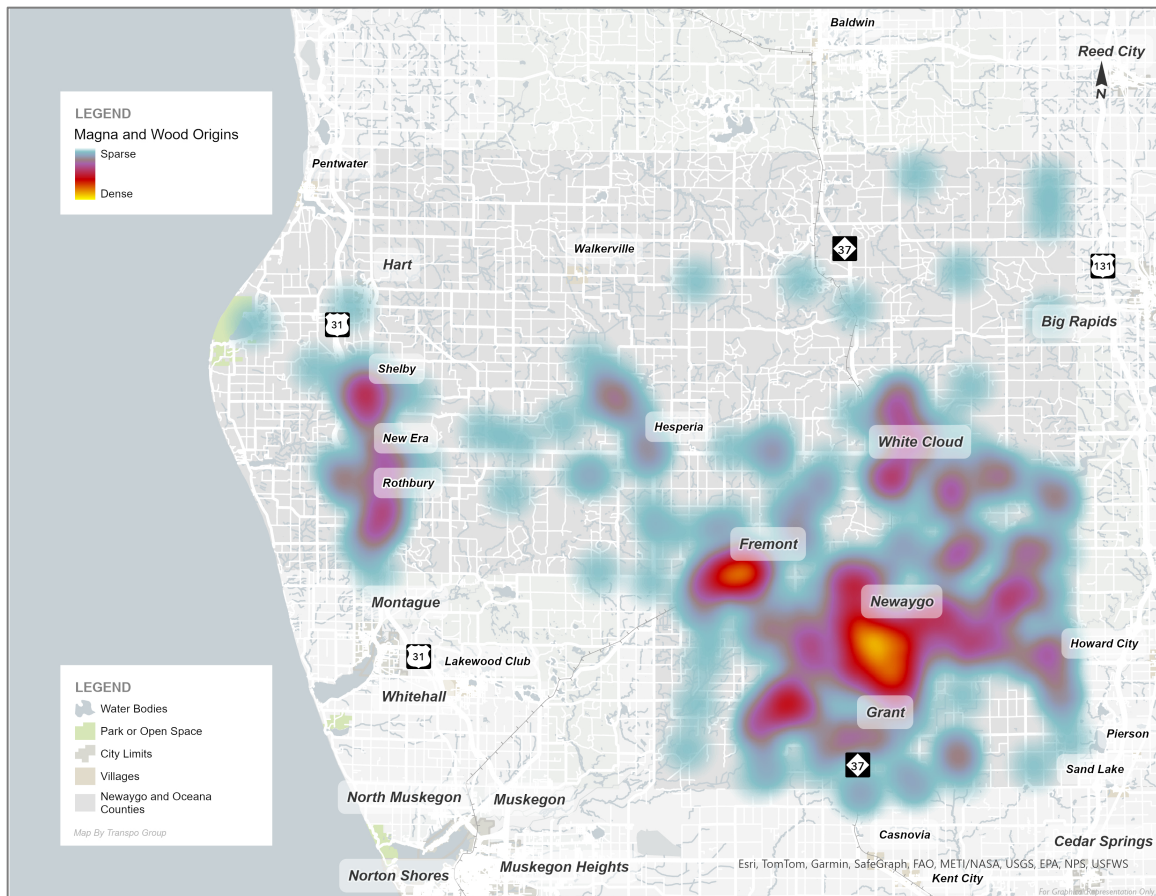 Baldwin
Reed City
N
LEGEND
Magna and Wood Origins
Sparse
Dense
Pentwater
Walkerville
37
Hart
131
31
Big Rapids
Shelby
Hesperia
New Era
White Cloud
Rothbury
Fremont
Montague
Newaygo
31
Lakewood Club
Howard City
Whitehall
Grant
LEGEND
Water Bodies
Park or Open Space
City Limits
Villages
Newaygo and Oceana
Counties
Map By Transpo Group
Pierson
37
Sand Lake
North Muskegon
Muskegon
Casnovia
Cedar Springs
Muskegon Heights
Norton Shores
Esri, TomTom, Garmin, SafeGraph, FAO, METI/NASA, USGS, EPA, NPS, USFWS
Kent City
For Graphical Representation Only.